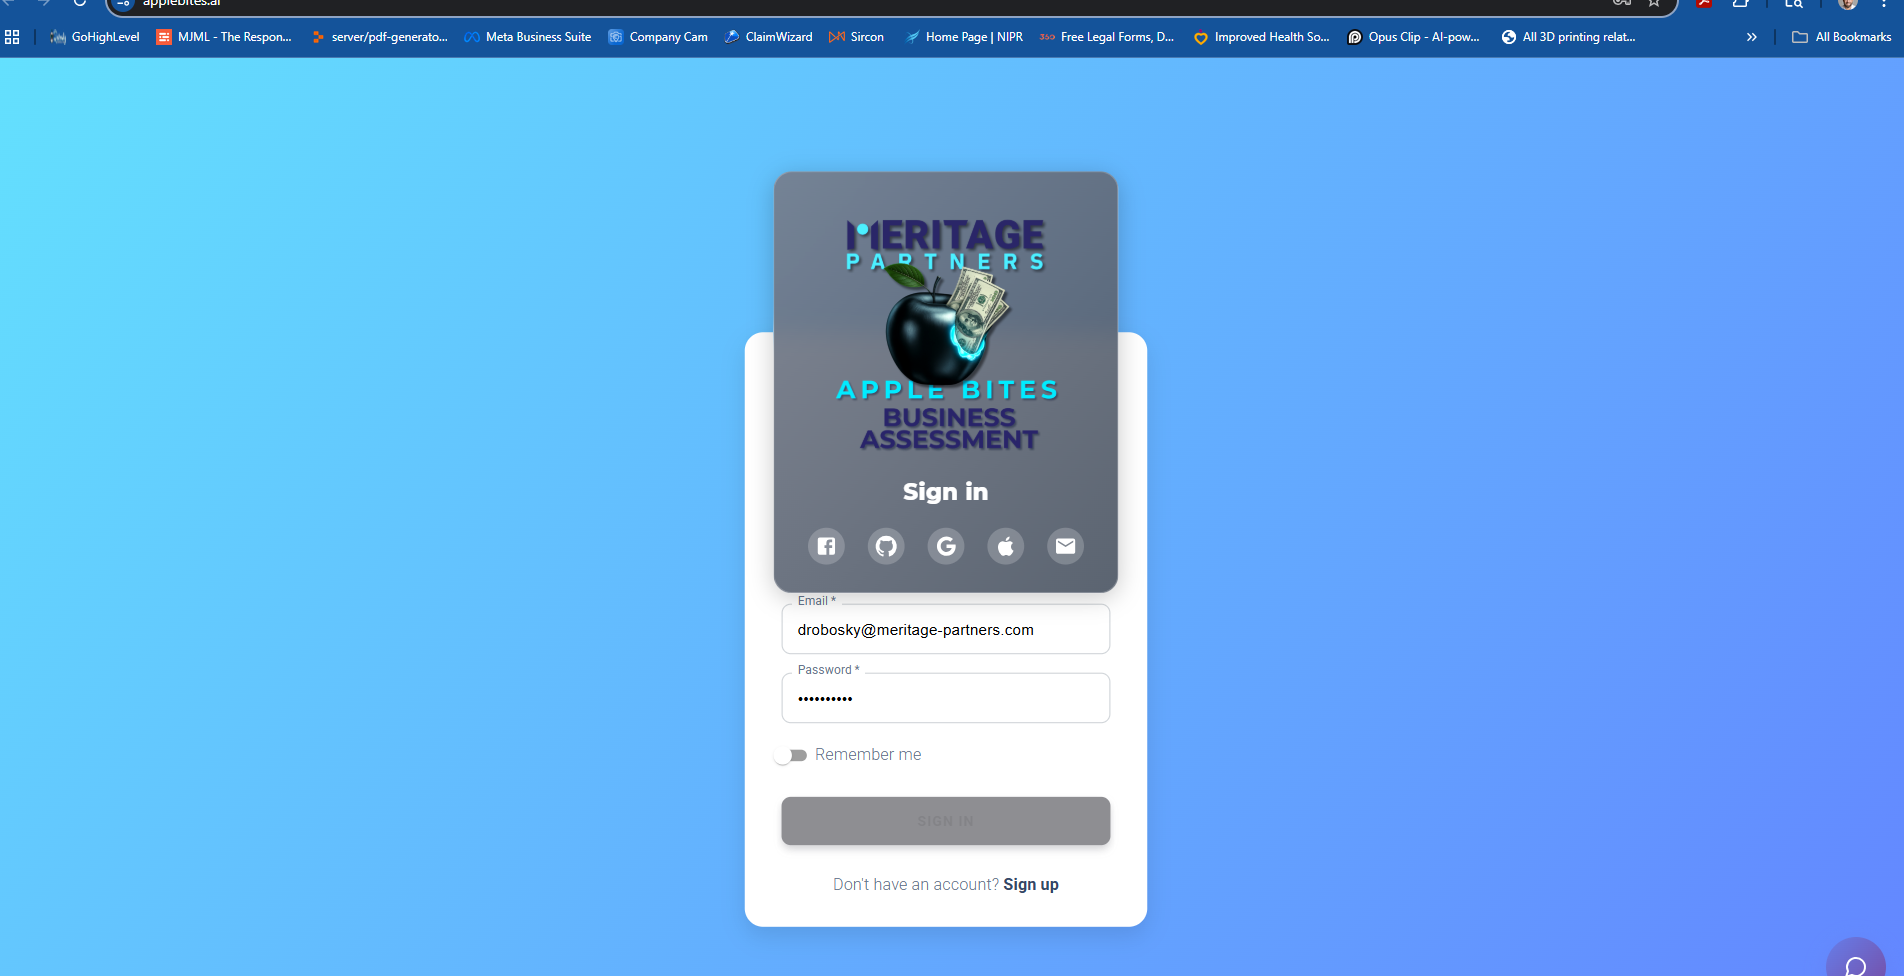 applebites.ai
GoHighLevel MJML - The Respon... server/pdf-generato... Meta Business Suite Company Cam ClaimWizard Sircon Home Page | NIPR Free Legal Forms, D... Improved Health So... Opus Clip - AI-pow... All 3D printing relat... » All Bookmarks
MERITAGE
PARTNERS
APPLE BITES
BUSINESS
ASSESSMENT
Sign in
Email *
drobosky@meritage-partners.com
Password *
••••••••••
Remember me
SIGN IN
Don't have an account? Sign up